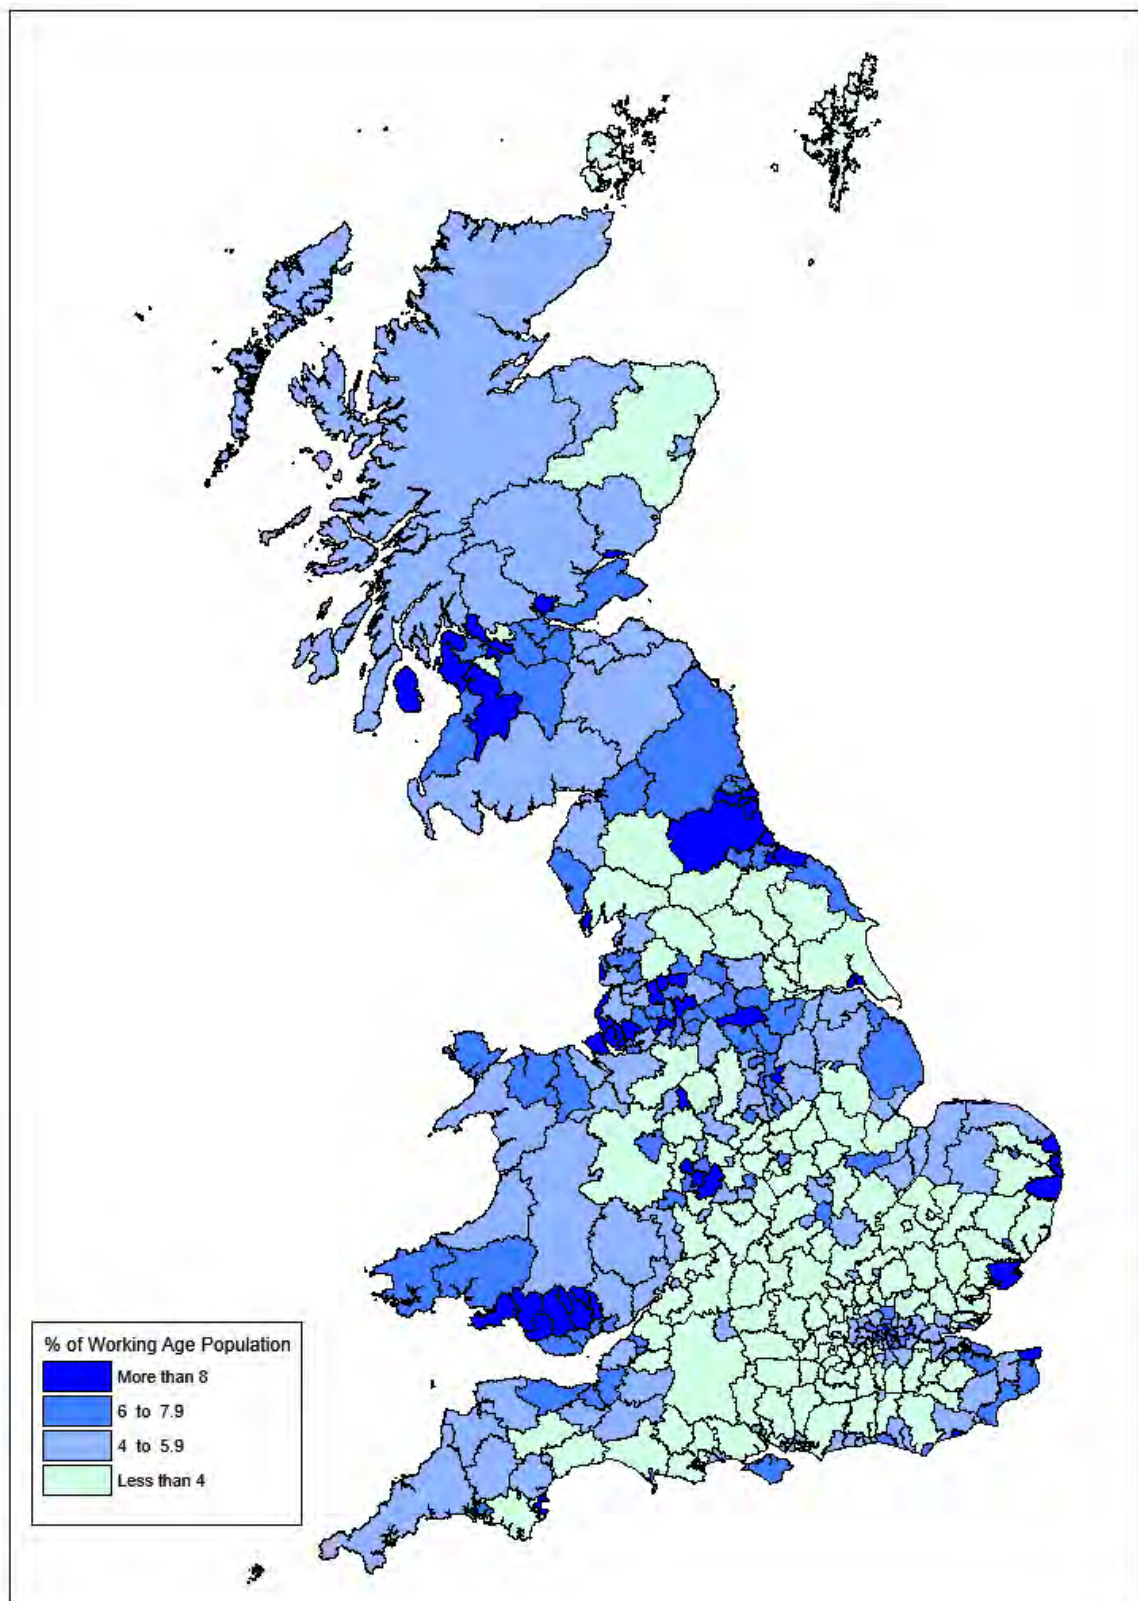 % of Working Age Population
More than 8
6 to 7.9
4 to 5.9
Less than 4